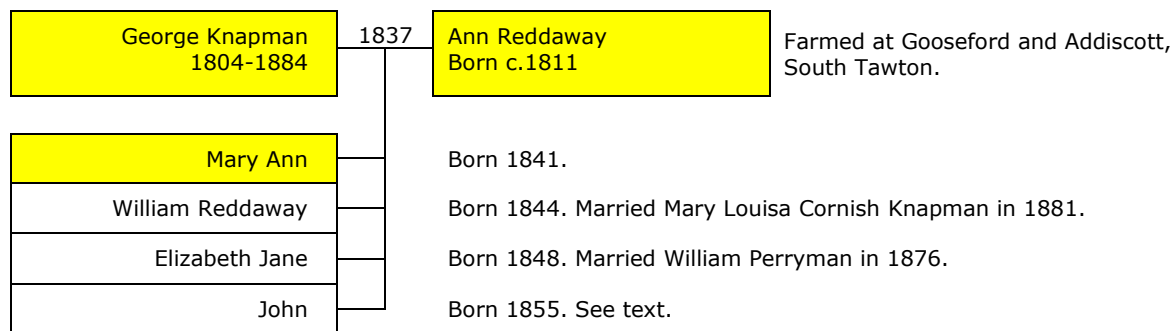 George Knapman
1804-1884
1837
Ann Reddaway
Born c.1811
Farmed at Gooseford and Addiscott,
South Tawton.
Mary Ann
Born 1841.
William Reddaway
Born 1844. Married Mary Louisa Cornish Knapman in 1881.
Elizabeth Jane
Born 1848. Married William Perryman in 1876.
John
Born 1855. See text.